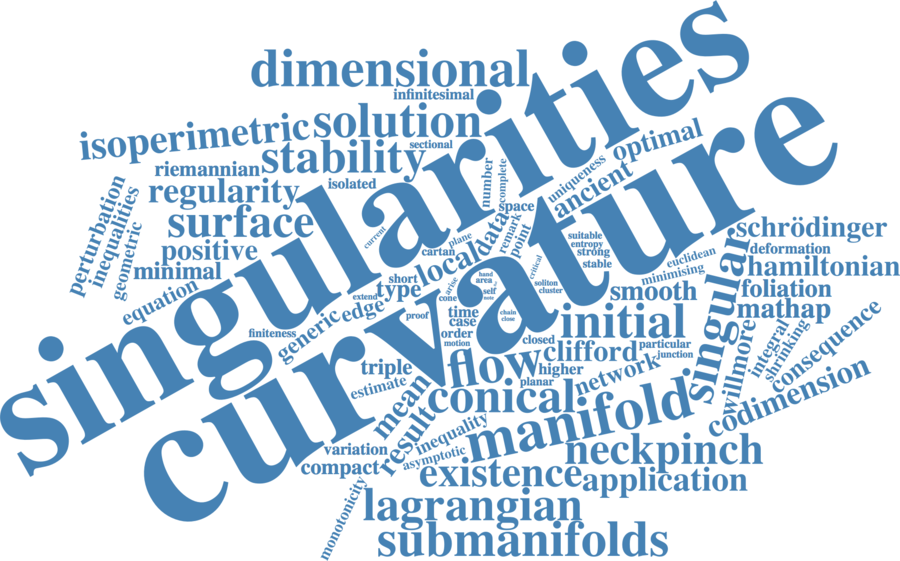 singularities
curvature
dimensional
infinitesimal
isoperimetric
solution
sectional
riemannian
stability
optimal
regularity
isolated
number
incomplete
uniqueness
perturbation
inequalities
geometric
surface
current
space
remark
ancient
positive
plane
data
point
suitable
entropy
strong
stable
schrödinger
minimal
cartan
local
critical
euclidean
minimising
deformation
hamiltonian
equation
short
type
arise
band
area
self
note
soliton
cluster
smooth
singular
foliation
extend
cone
edge
generic
finiteness
proof
time
case
chain
close
initial
mathap
order
motion
closed
particular
junction
integral
shrinking
willmore
consequence
triple
flow
clifford
higher
network
estimate
mean
planar
conical
codimension
manifold
result
inequality
variation
asymptotic
compact
neckpinch
existence
application
monotonicity
lagrangian
submanifolds